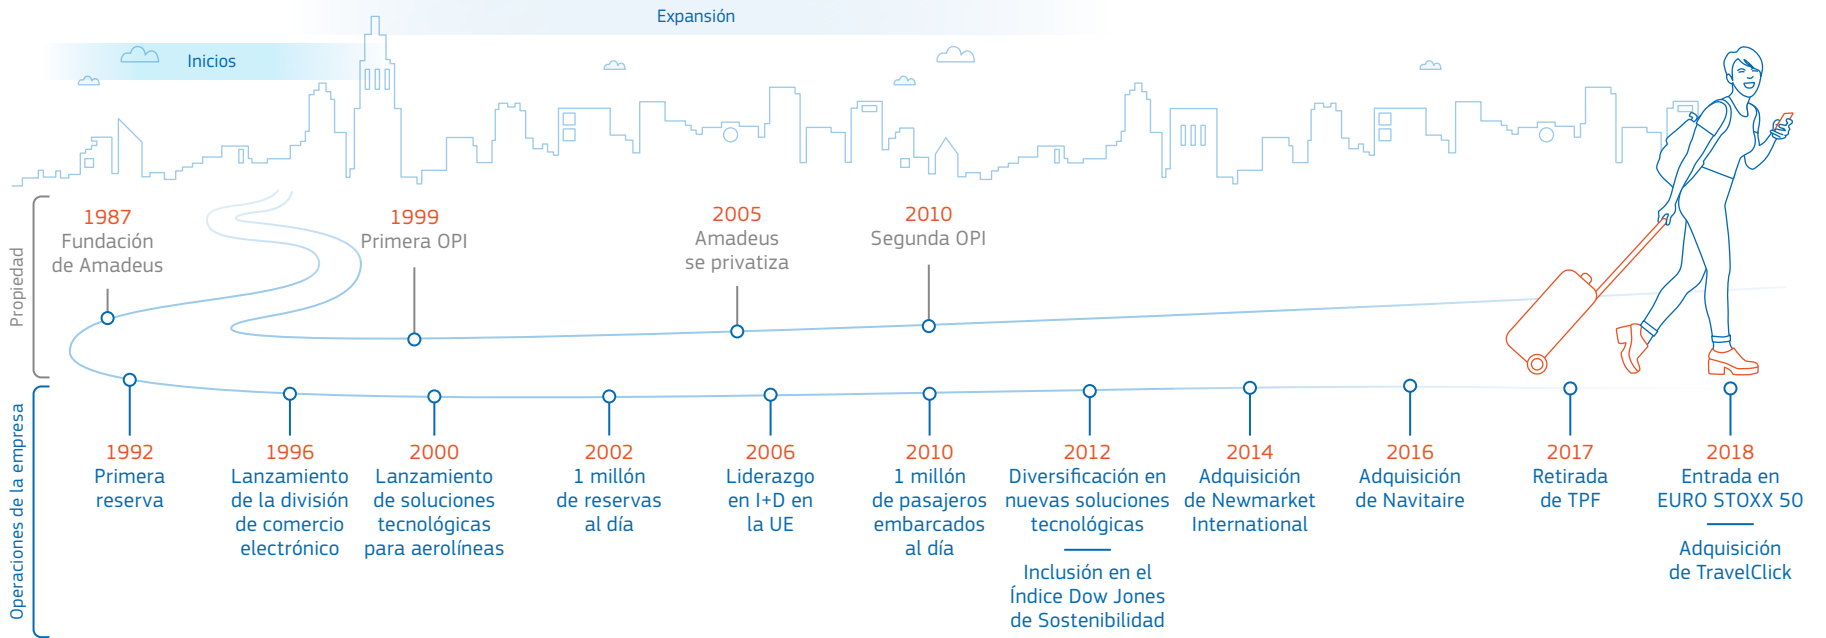 Expansión
Inicios
Propiedad
1987
Fundación
de Amadeus
1999
Primera OPI
2005
Amadeus
se privatiza
2010
Segunda OPI
Operaciones de la empresa
1992
Primera
reserva
1996
Lanzamiento
de la división
de comercio
electrónico
2000
Lanzamiento
de soluciones
tecnológicas
para aerolíneas
2002
1 millón
de reservas
al día
2006
Liderazgo
en I+D en
la UE
2010
1 millón
de pasajeros
embarcados
al día
2012
Diversificación en
nuevas soluciones
tecnológicas
Inclusión en el
Índice Dow Jones
de Sostenibilidad
2014
Adquisición
de Newmarket
International
2016
Adquisición
de Navitaire
2017
Retirada
de TPF
2018
Entrada en
EURO STOXX 50
Adquisición
de TravelClick